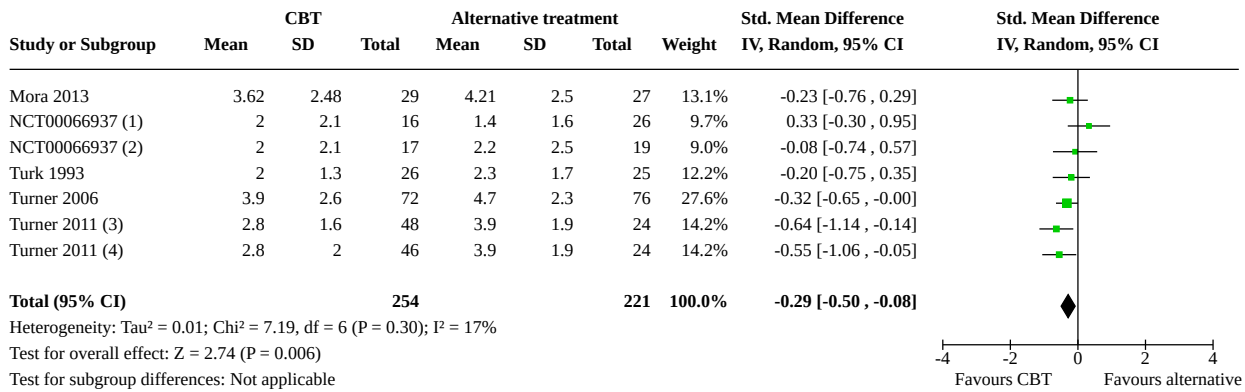 CBT Alternative treatment Std. Mean Difference Std. Mean Difference
Study or Subgroup Mean SD Total Mean SD Total Weight IV, Random, 95% CI IV, Random, 95% CI
Mora 2013 3.62 2.48 29 4.21 2.5 27 13.1% -0.23 [-0.76 , 0.29]
NCT00066937 (1) 2 2.1 16 1.4 1.6 26 9.7% 0.33 [-0.30 , 0.95]
NCT00066937 (2) 2 2.1 17 2.2 2.5 19 9.0% -0.08 [-0.74 , 0.57]
Turk 1993 2 1.3 26 2.3 1.7 25 12.2% -0.20 [-0.75 , 0.35]
Turner 2006 3.9 2.6 72 4.7 2.3 76 27.6% -0.32 [-0.65 , -0.00]
Turner 2011 (3) 2.8 1.6 48 3.9 1.9 24 14.2% -0.64 [-1.14 , -0.14]
Turner 2011 (4) 2.8 2 46 3.9 1.9 24 14.2% -0.55 [-1.06 , -0.05]
Total (95% CI) 254 221 100.0% -0.29 [-0.50 , -0.08]
Heterogeneity: Tau² = 0.01; Chi² = 7.19, df = 6 (P = 0.30); I² = 17%
Test for overall effect: Z = 2.74 (P = 0.006)
-4 -2 0 2 4
Test for subgroup differences: Not applicable
Favours CBT Favours alternative